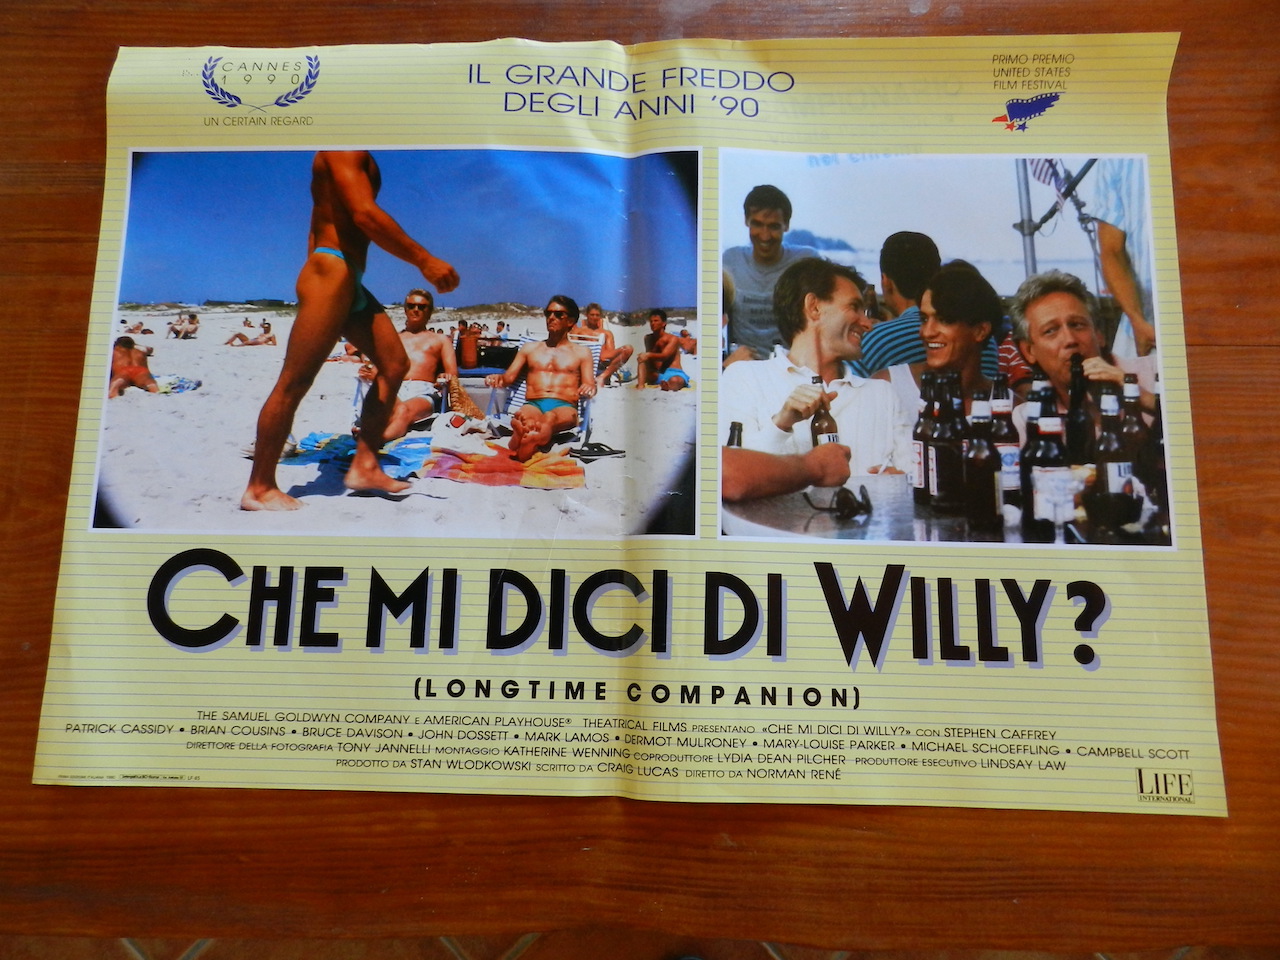 CANNES
1990
UN CERTAIN REGARD
IL GRANDE FREDDO
DEGLI ANNI '90
PRIMO PREMIO
UNITED STATES
FILM FESTIVAL
CHE MI DICI DI WILLY?
(LONGTIME COMPANION)
THE SAMUEL GOLDWYN COMPANY E AMERICAN PLAYHOUSE® THEATRICAL FILMS PRESENTANO «CHE MI DICI DI WILLY?» CON STEPHEN CAFFREY
PATRICK CASSIDY • BRIAN COUSINS • BRUCE DAVISON • JOHN DOSSETT • MARK LAMOS • DERMOT MULRONEY • MARY-LOUISE PARKER • MICHAEL SCHOEFFLING • CAMPBELL SCOTT
DIRETTORE DELLA FOTOGRAFIA TONY JANNELLI MONTAGGIO KATHERINE WENNING COPRODUTTORE LYDIA DEAN PILCHER PRODUTTORE ESECUTIVO LINDSAY LAW
PRODOTTO DA STAN WLODKOWSKI SCRITTO DA CRAIG LUCAS DIRETTO DA NORMAN RENÉ
LIFE
INTERNATIONAL